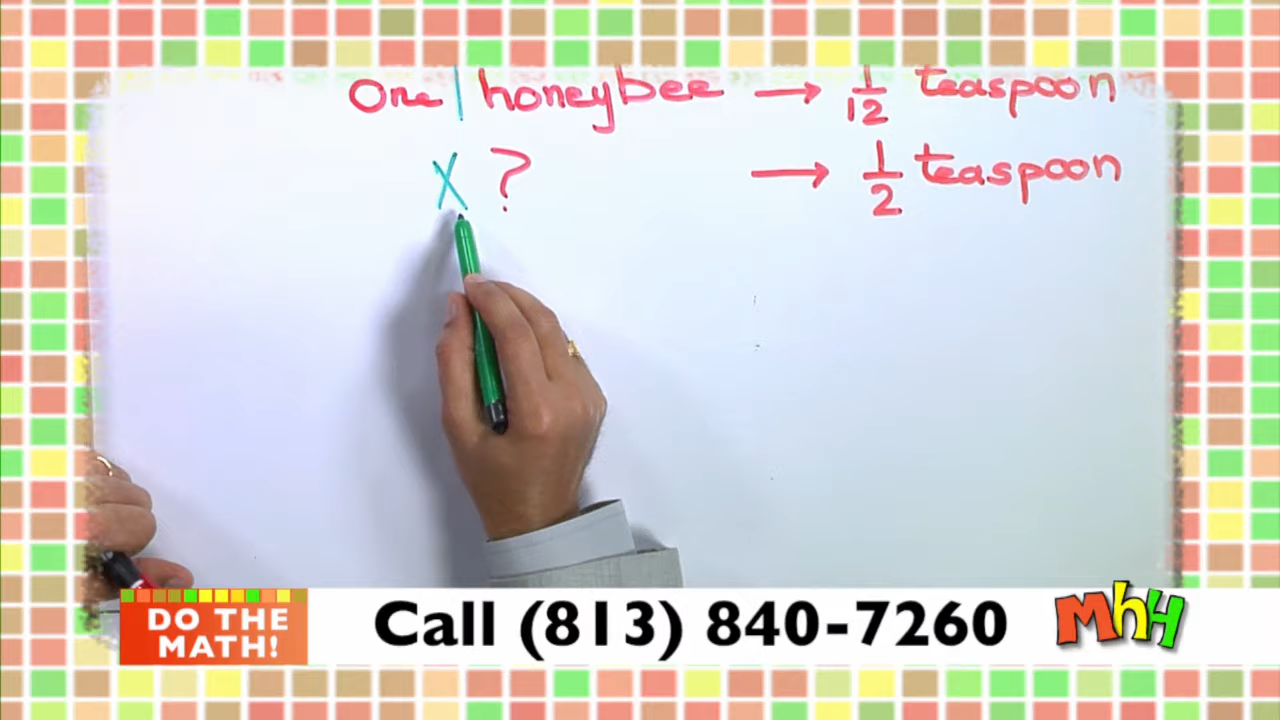 One | honeybee → 1/12 teaspoon
X ? → 1/2 teaspoon
DO THE
MATH!
Call (813) 840-7260
MhH